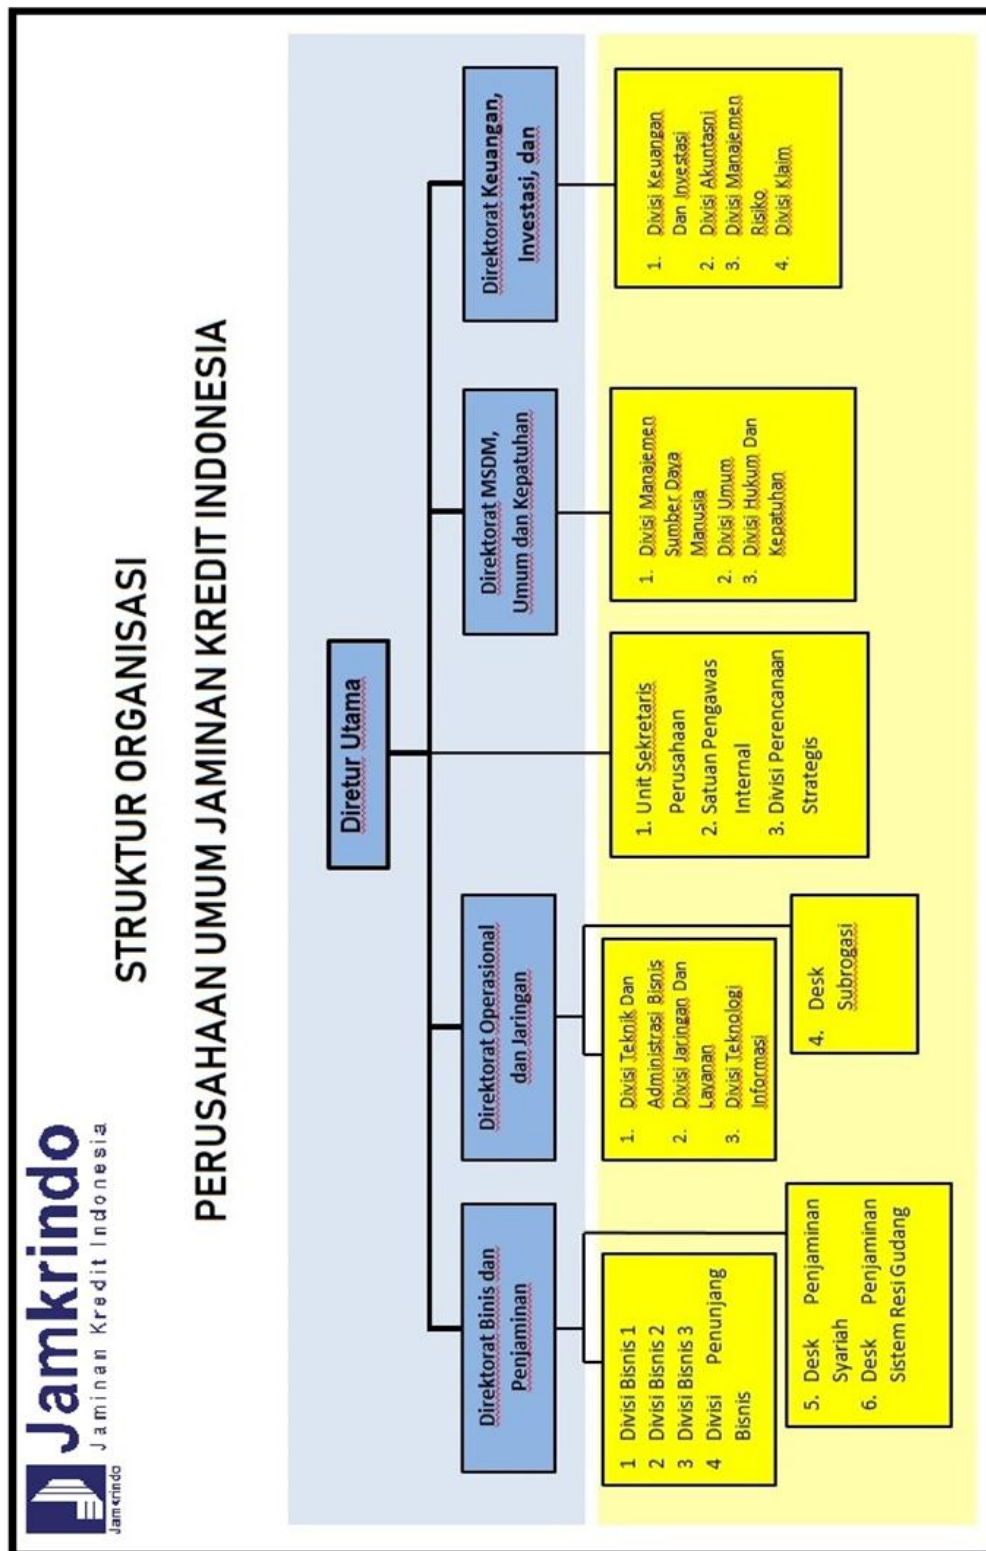 Jamkrindo
Jaminan Kredit Indonesia
Jamkrindo
STRUKTUR ORGANISASI
PERUSAHAAN UMUM JAMINAN KREDIT INDONESIA
Diretur Utama
Direktorat Binis dan
Penjaminan
Direktorat Operasional
dan Jaringan
Direktorat MSDM,
Umum dan Kepatuhan
Direktorat Keuangan,
Investasi, dan
1 Divisi Bisnis 1
2 Divisi Bisnis 2
3 Divisi Bisnis 3
4 Divisi Penunjang
Bisnis
5. Desk Penjaminan
Syariah
6. Desk Penjaminan
Sistem Resi Gudang
1. Divisi Teknik Dan
Administrasi Bisnis
2. Divisi Jaringan Dan
Layanan
3. Divisi Teknologi
Informasi
4. Desk
Subrogasi
1. Unit Sekretaris
Perusahaan
2. Satuan Pengawas
Internal
3. Divisi Perencanaan
Strategis
1. Divisi Manajemen
Sumber Daya
Manusia
2. Divisi Umum
3. Divisi Hukum Dan
Kepatuhan
1. Divisi Keuangan
Dan Investasi
2. Divisi Akuntasni
3. Divisi Manajemen
Risiko
4. Divisi Klaim